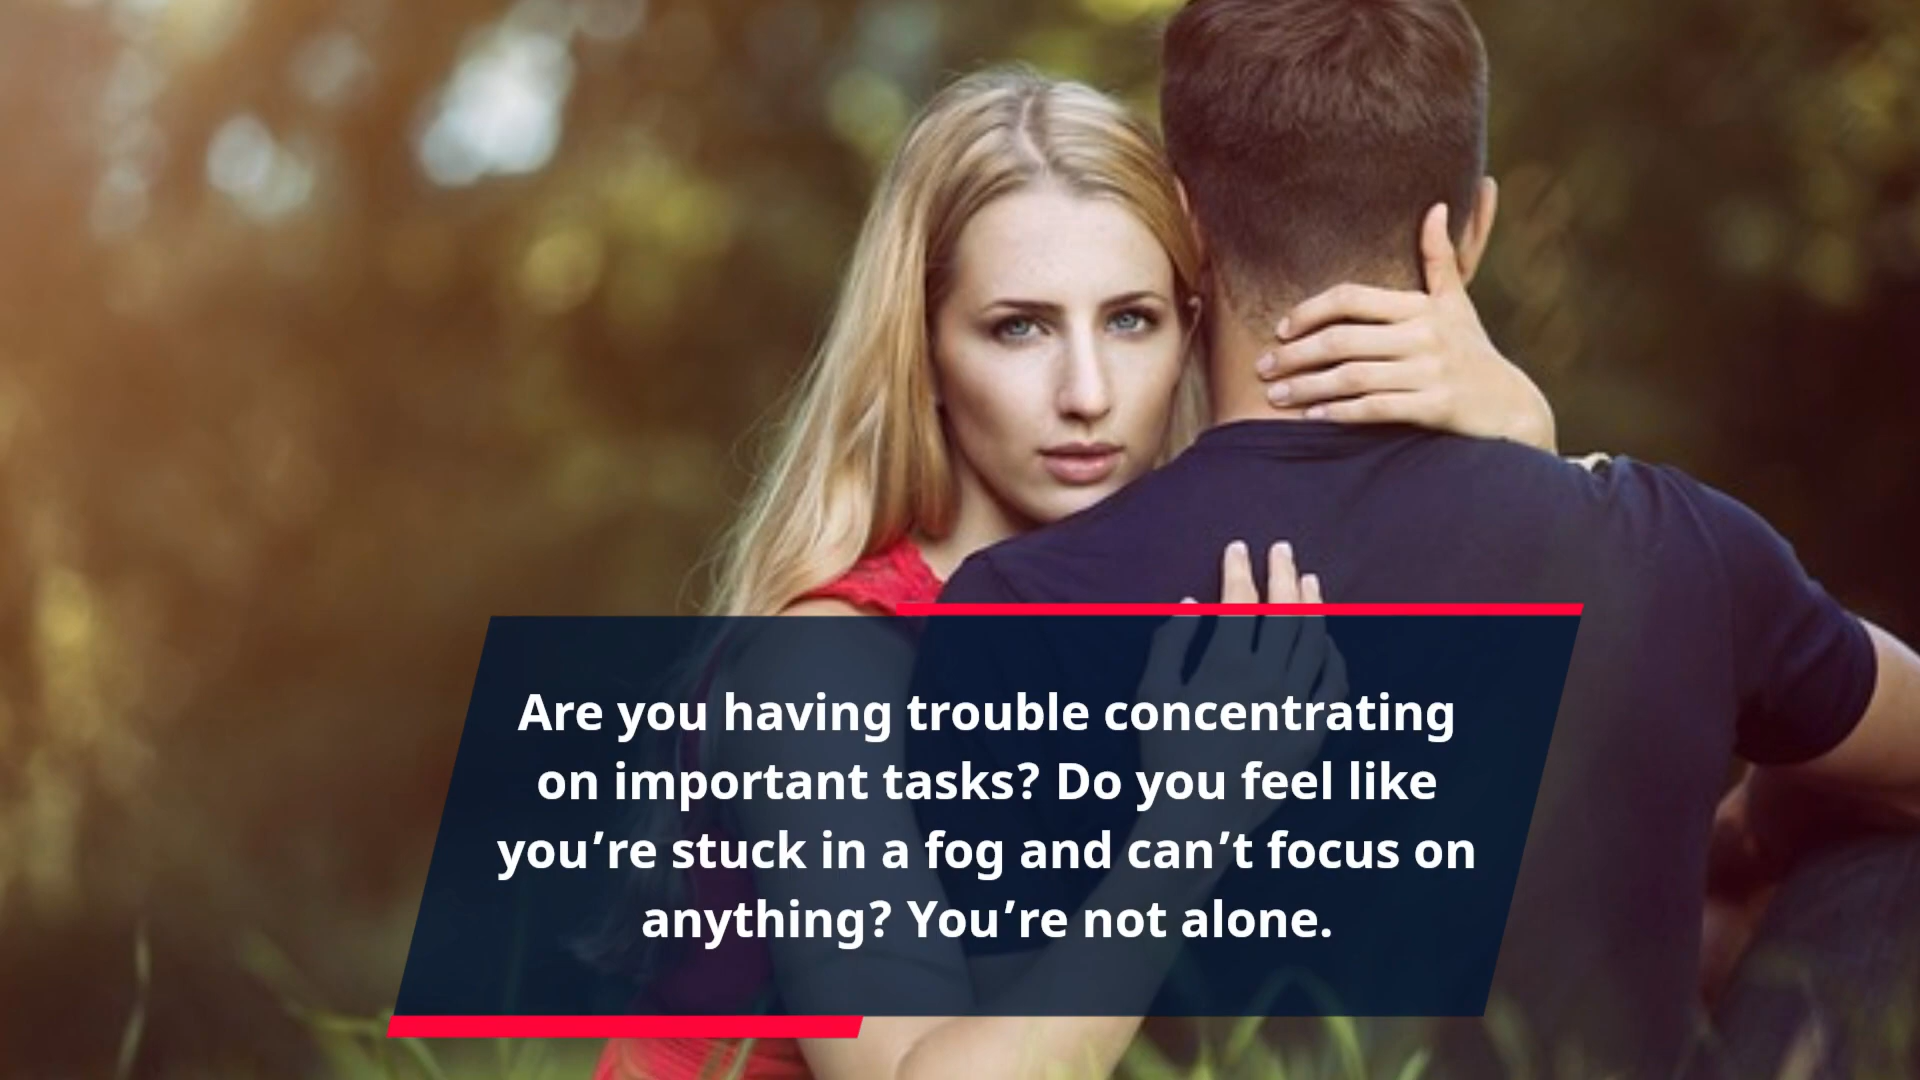 Are you having trouble concentrating
on important tasks? Do you feel like
you’re stuck in a fog and can’t focus on
anything? You’re not alone.